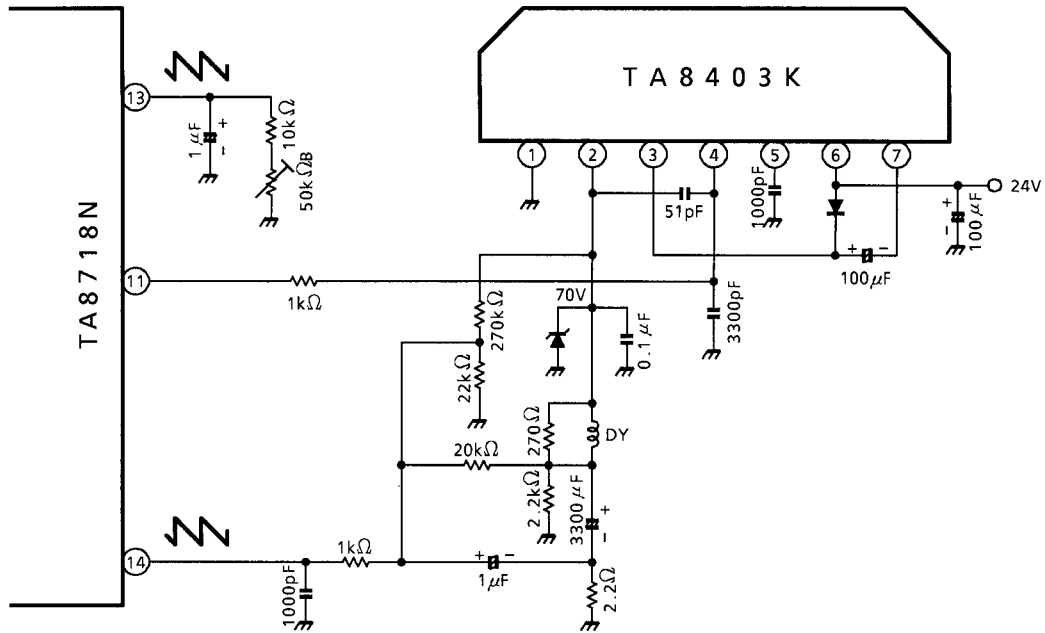 TA8403K
1
2
3
4
5
6
7
TA8718N
13
1μF
+
-
10kΩ
50kΩB
51pF
1000pF
24V
+
-
100μF
+ -
100μF
11
1kΩ
270kΩ
22kΩ
70V
0.1μF
3300pF
270Ω
DY
20kΩ
2.2kΩ
3300μF
+
-
14
1kΩ
1000pF
+ -
1μF
2.2Ω